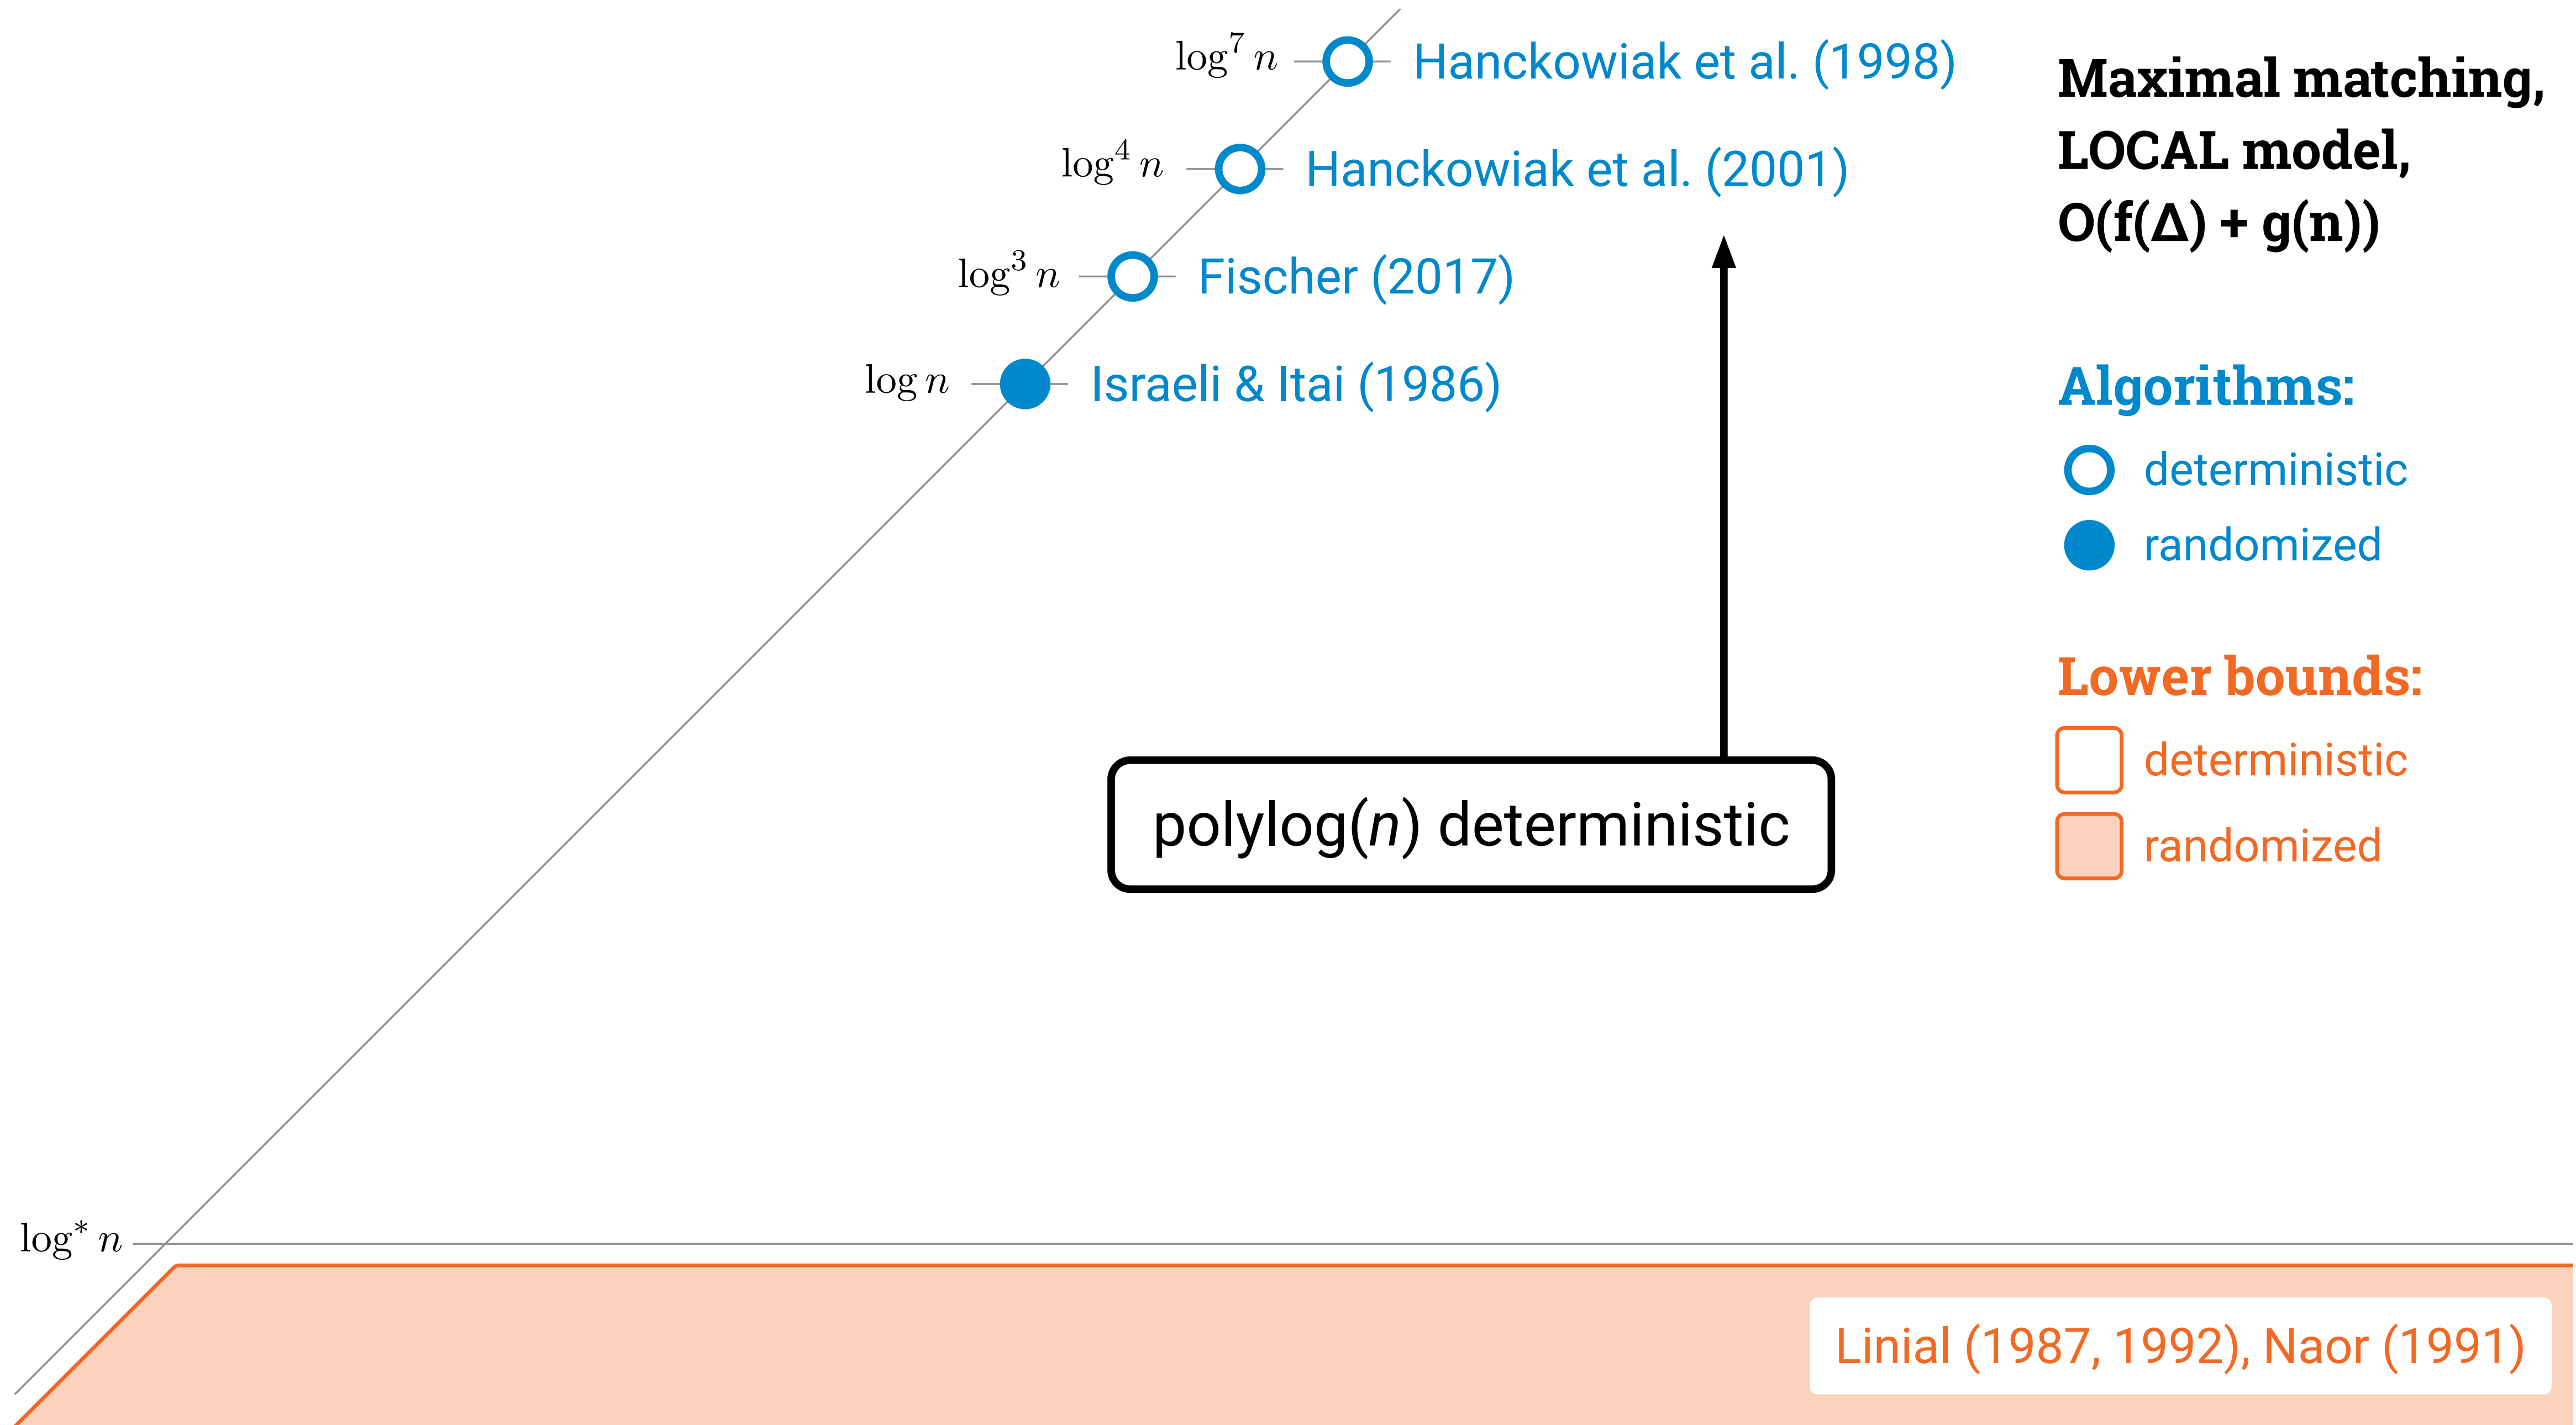 log⁷ n
Hanckowiak et al. (1998)
log⁴ n
Hanckowiak et al. (2001)
log³ n
Fischer (2017)
log n
Israeli & Itai (1986)
polylog(n) deterministic
log* n
Linial (1987, 1992), Naor (1991)
Maximal matching,
LOCAL model,
O(f(Δ) + g(n))
Algorithms:
deterministic
randomized
Lower bounds:
deterministic
randomized